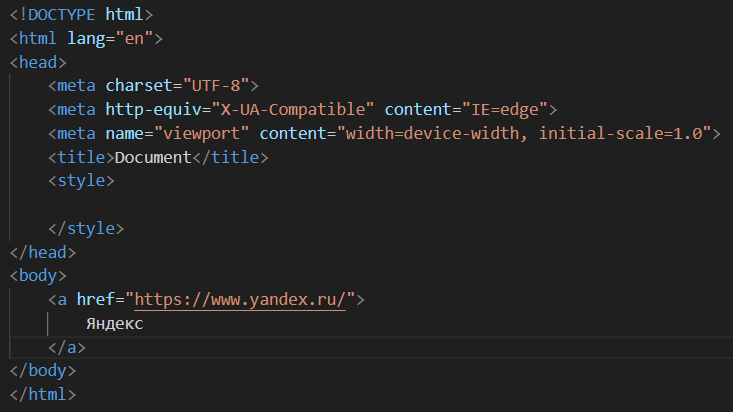 <!DOCTYPE html>
<html lang="en">
<head>
    <meta charset="UTF-8">
    <meta http-equiv="X-UA-Compatible" content="IE=edge">
    <meta name="viewport" content="width=device-width, initial-scale=1.0">
    <title>Document</title>
    <style>

    </style>
</head>
<body>
    <a href="https://www.yandex.ru/">
        Яндекс
    </a>
</body>
</html>